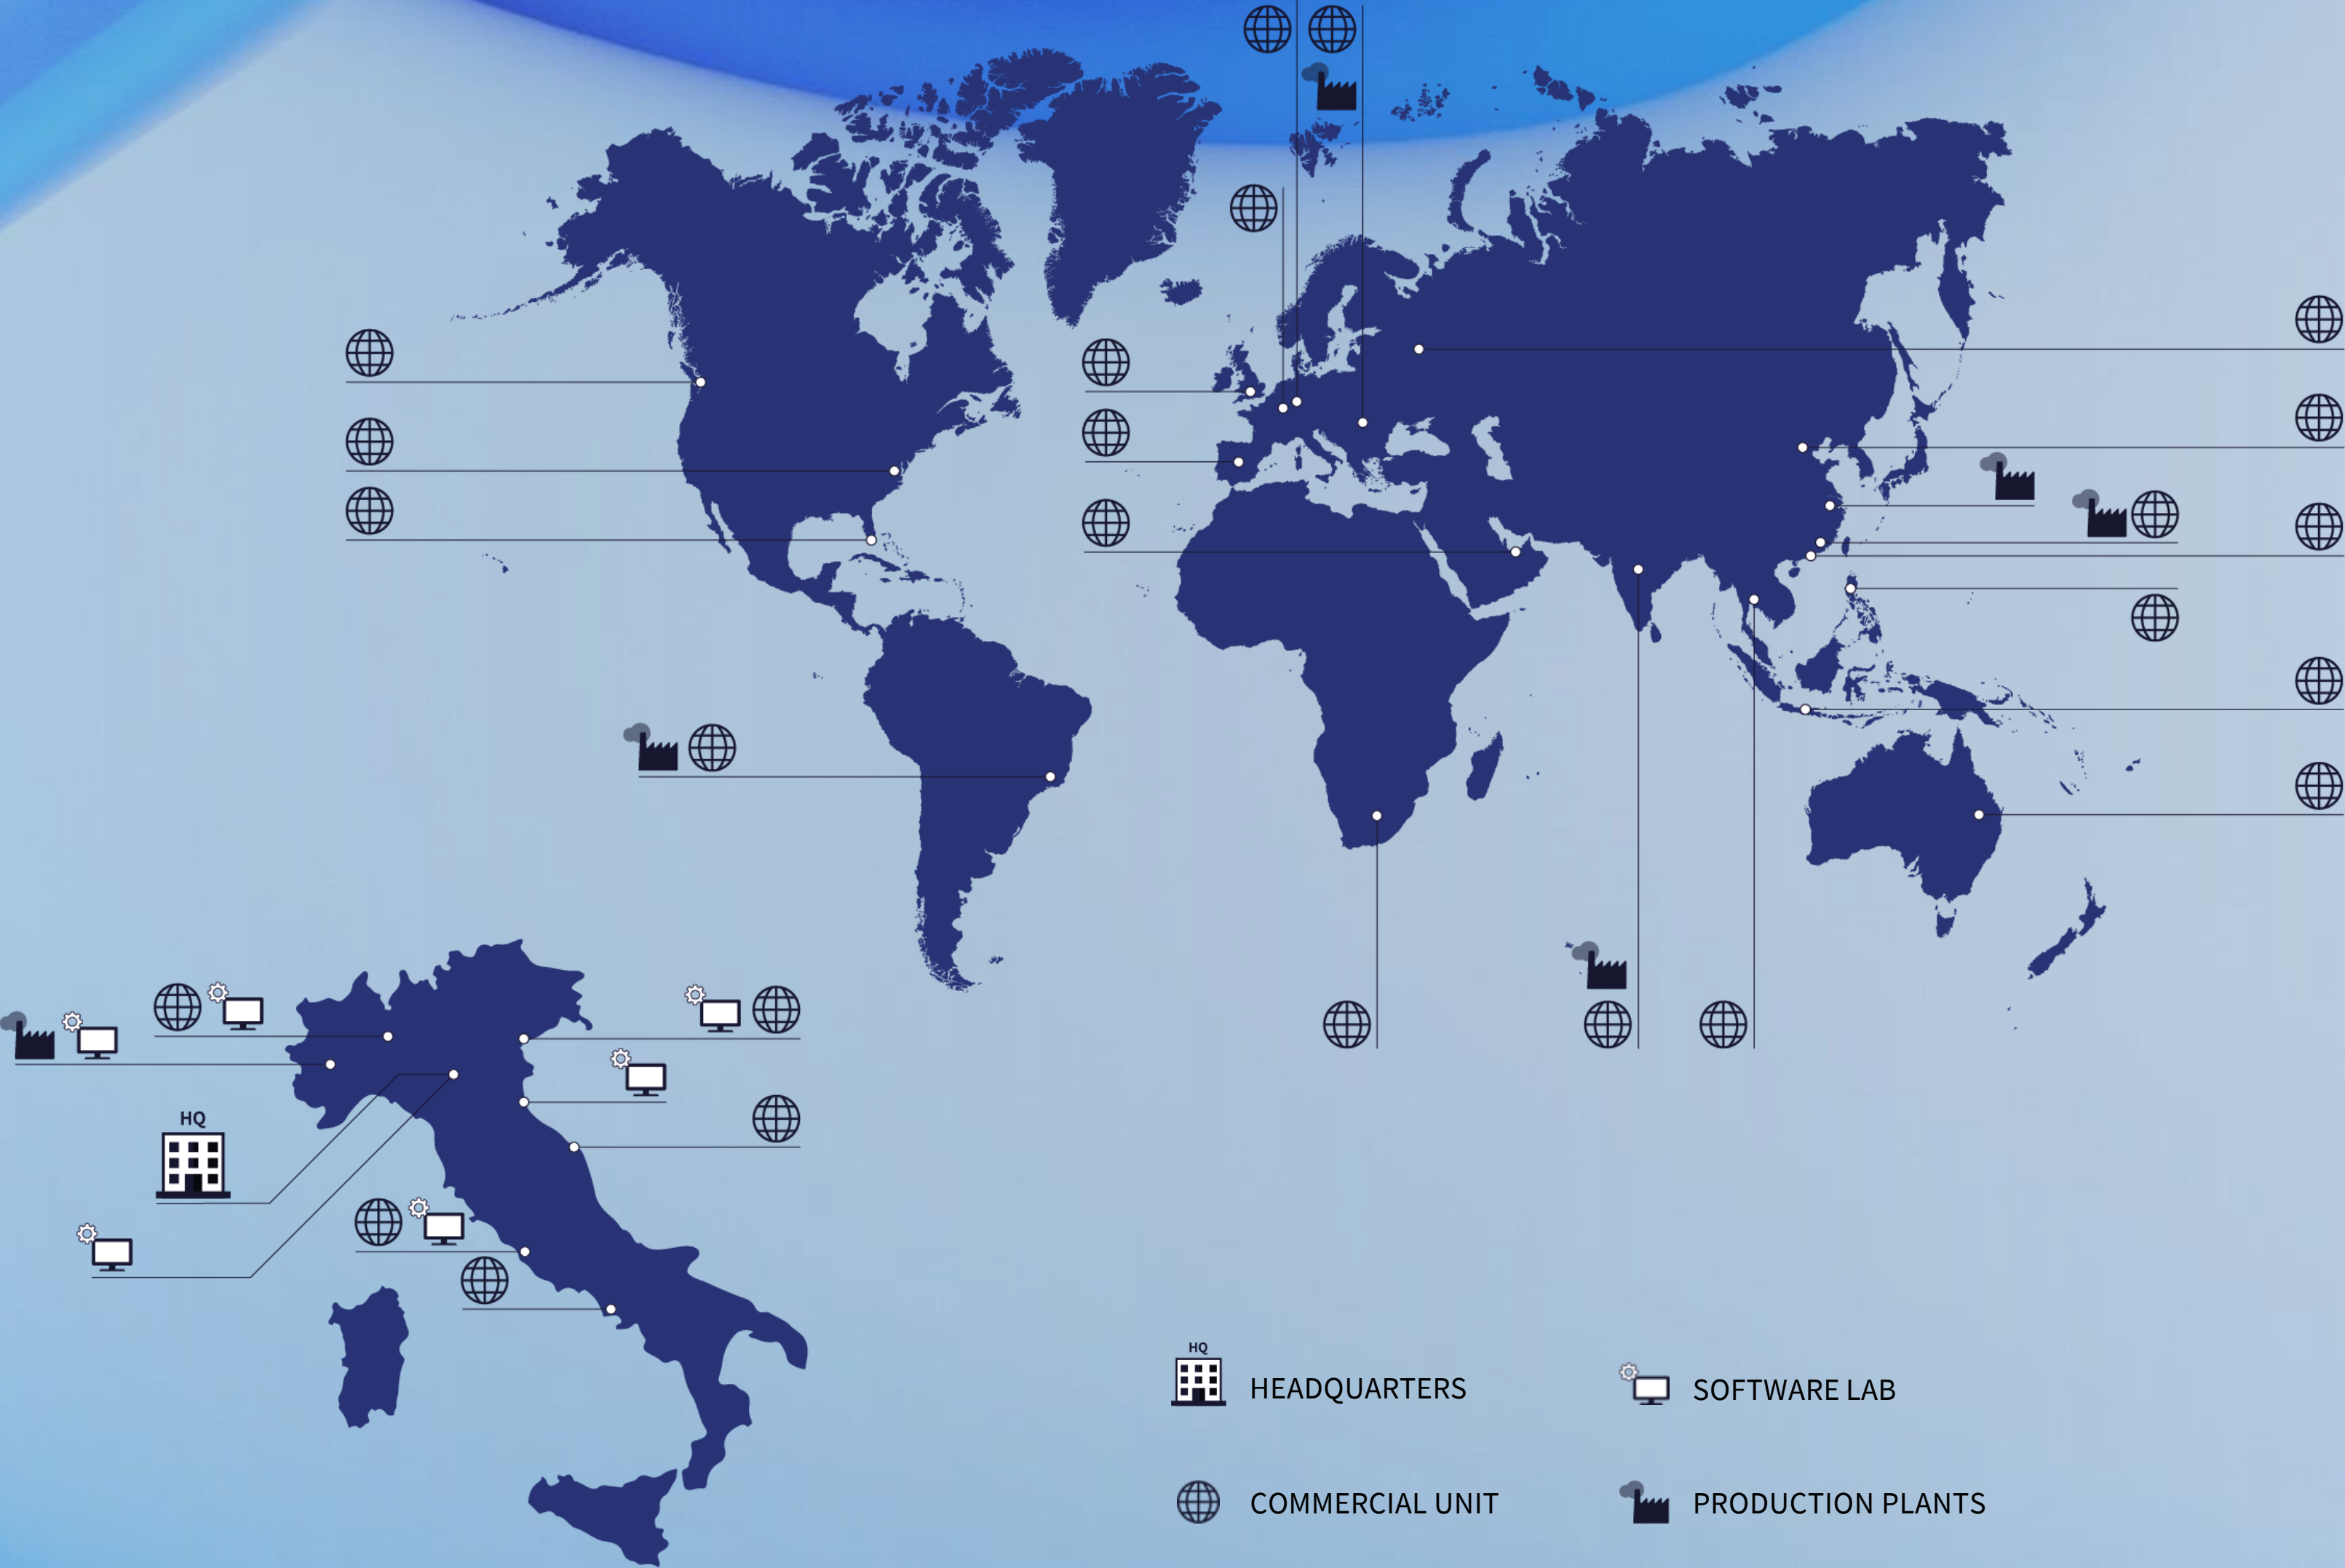 HQ
HQ
HEADQUARTERS
SOFTWARE LAB
COMMERCIAL UNIT
PRODUCTION PLANTS